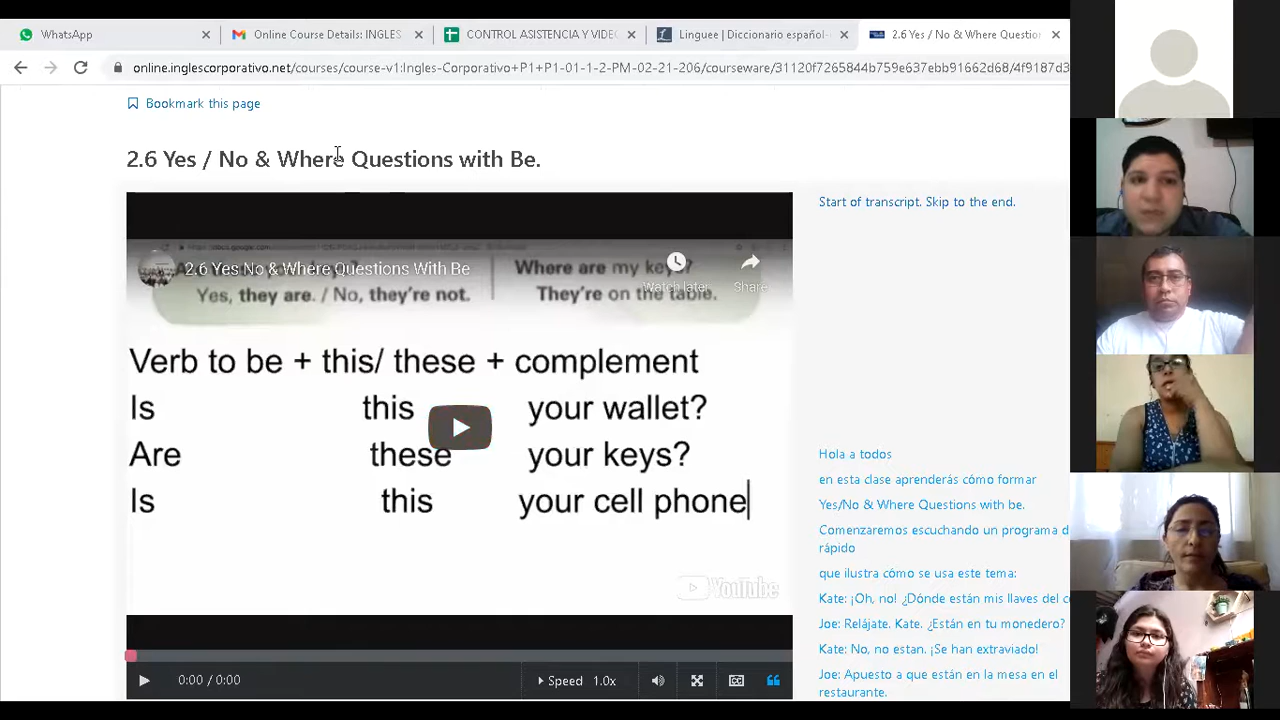 WhatsApp
Online Course Details: INGLES
CONTROL ASISTENCIA Y VIDE
Linguee | Diccionario español-
2.6 Yes / No & Where Question
online.inglescorporativo.net/courses/course-v1:Ingles-Corporativo+P1+P1-01-1-2-PM-02-21-206/courseware/31120f7265844b759e637ebb91662d68/4f9187d3
Bookmark this page
2.6 Yes / No & Where Questions with Be.
Start of transcript. Skip to the end.
2.6 Yes No & Where Questions With Be
Where are my keys?
Watch later
Share
Yes, they are. / No, they're not.
They're on the table.
Verb to be + this/ these + complement
Is this your wallet?
Are these your keys?
Is this your cell phone
YouTube
Hola a todos
en esta clase aprenderás cómo formar
Yes/No & Where Questions with be.
Comenzaremos escuchando un programa d
rápido
que ilustra cómo se usa este tema:
Kate: ¡Oh, no! ¿Dónde están mis llaves del c
Joe: Relájate. Kate. ¿Están en tu monedero?
Kate: No, no estan. ¡Se han extraviado!
Joe: Apuesto a que están en la mesa en el
restaurante.
0:00 / 0:00
Speed 1.0x